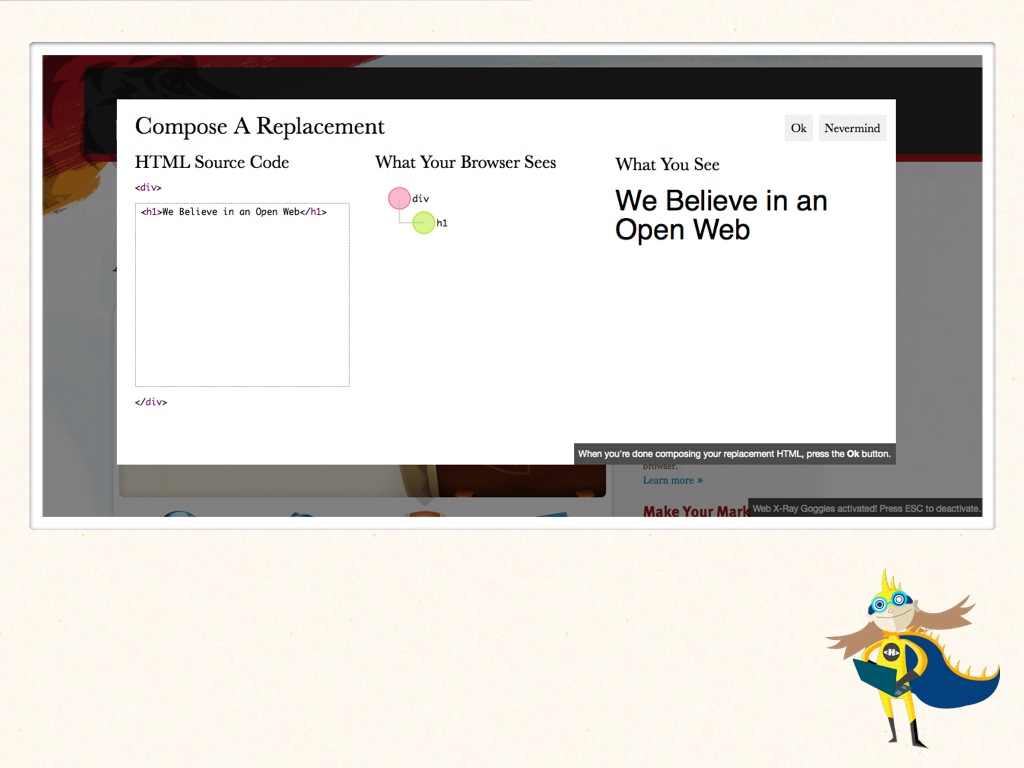 Compose A Replacement
Ok
Nevermind
HTML Source Code
What Your Browser Sees
What You See
<div>
<h1>We Believe in an Open Web</h1>
</div>
div
h1
We Believe in an
Open Web
When you're done composing your replacement HTML, press the Ok button.
browser.
Learn more »
Make Your Mark
Web X-Ray Goggles activated! Press ESC to deactivate.
<H>